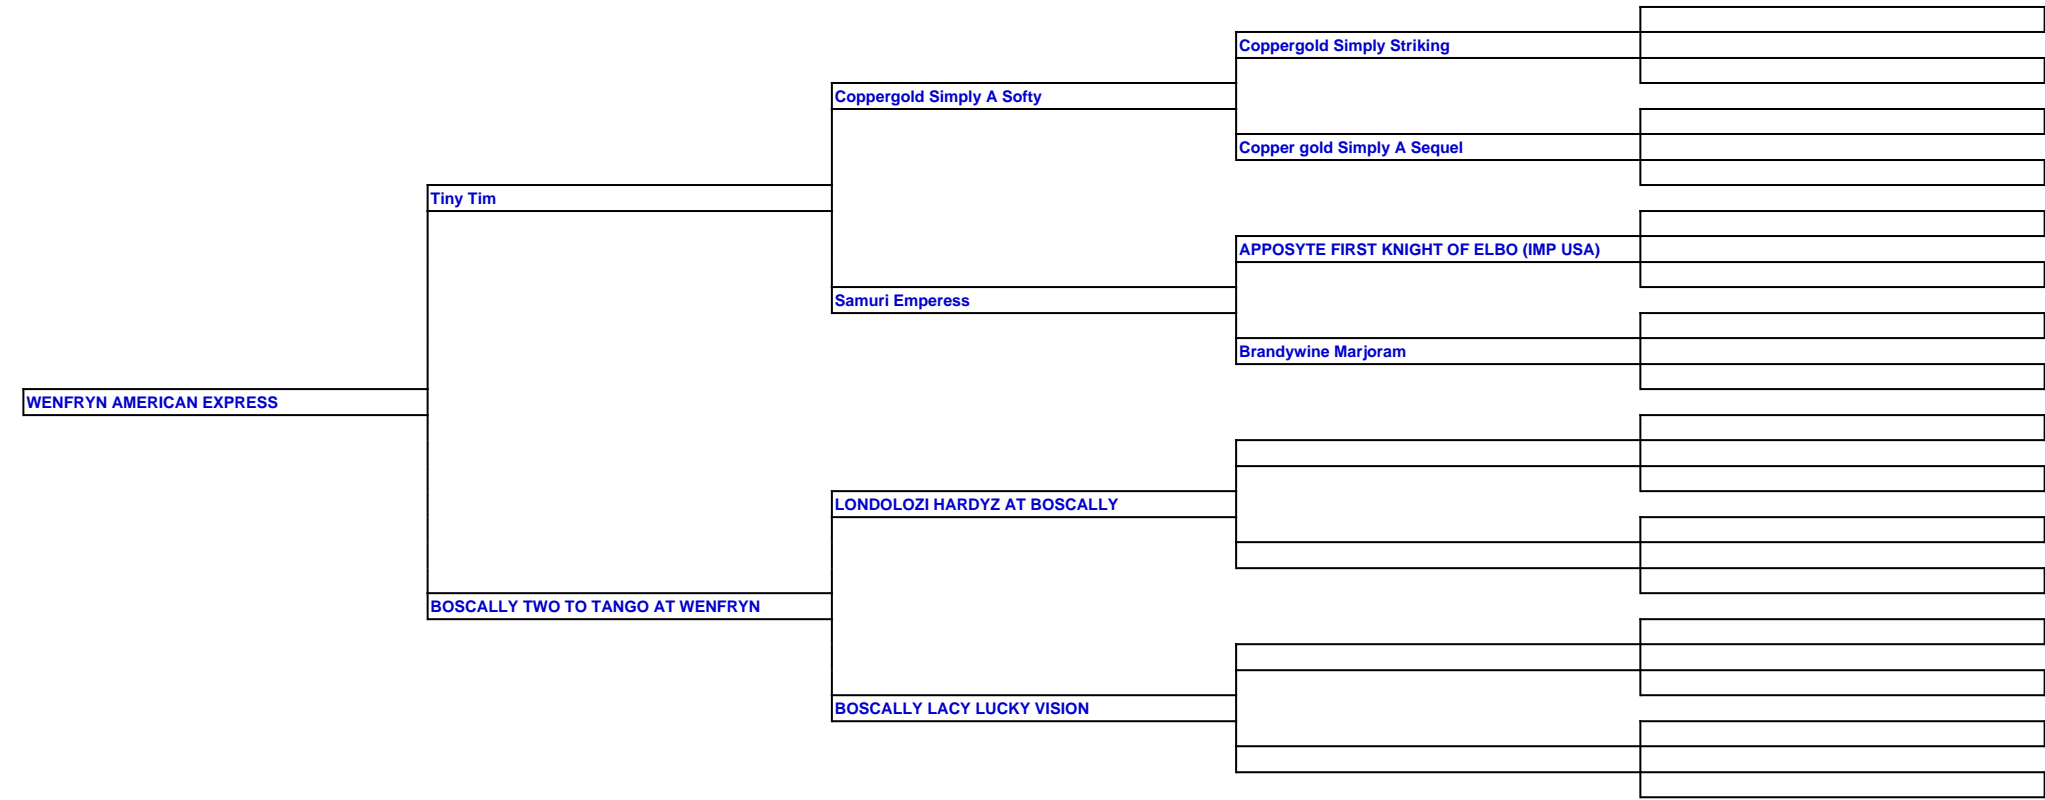 Coppergold Simply Striking
Coppergold Simply A Softy
Copper gold Simply A Sequel
Tiny Tim
APPOSYTE FIRST KNIGHT OF ELBO (IMP USA)
Samuri Emperess
Brandywine Marjoram
WENFRYN AMERICAN EXPRESS
LONDOLOZI HARDYZ AT BOSCALLY
BOSCALLY TWO TO TANGO AT WENFRYN
BOSCALLY LACY LUCKY VISION